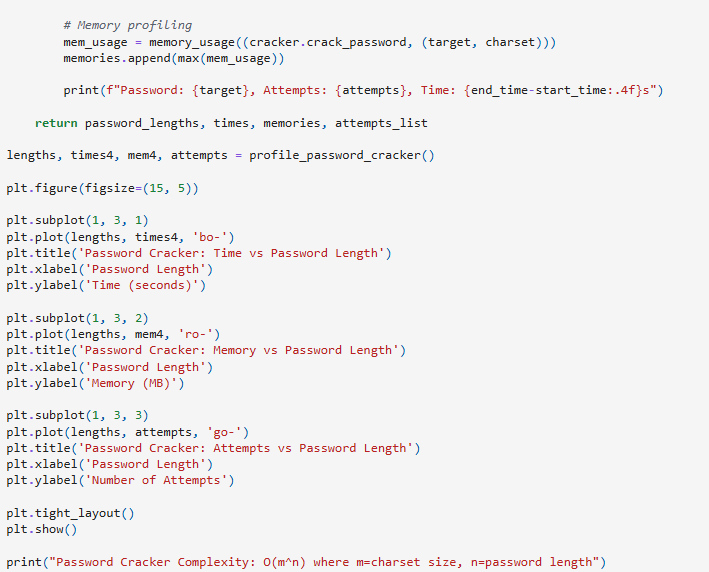 # Memory profiling
mem_usage = memory_usage((cracker.crack_password, (target, charset)))
memories.append(max(mem_usage))
print(f"Password: {target}, Attempts: {attempts}, Time: {end_time-start_time:.4f}s")
return password_lengths, times, memories, attempts_list
lengths, times4, mem4, attempts = profile_password_cracker()
plt.figure(figsize=(15, 5))
plt.subplot(1, 3, 1)
plt.plot(lengths, times4, 'bo-')
plt.title('Password Cracker: Time vs Password Length')
plt.xlabel('Password Length')
plt.ylabel('Time (seconds)')
plt.subplot(1, 3, 2)
plt.plot(lengths, mem4, 'ro-')
plt.title('Password Cracker: Memory vs Password Length')
plt.xlabel('Password Length')
plt.ylabel('Memory (MB)')
plt.subplot(1, 3, 3)
plt.plot(lengths, attempts, 'go-')
plt.title('Password Cracker: Attempts vs Password Length')
plt.xlabel('Password Length')
plt.ylabel('Number of Attempts')
plt.tight_layout()
plt.show()
print("Password Cracker Complexity: O(m^n) where m=charset size, n=password length")